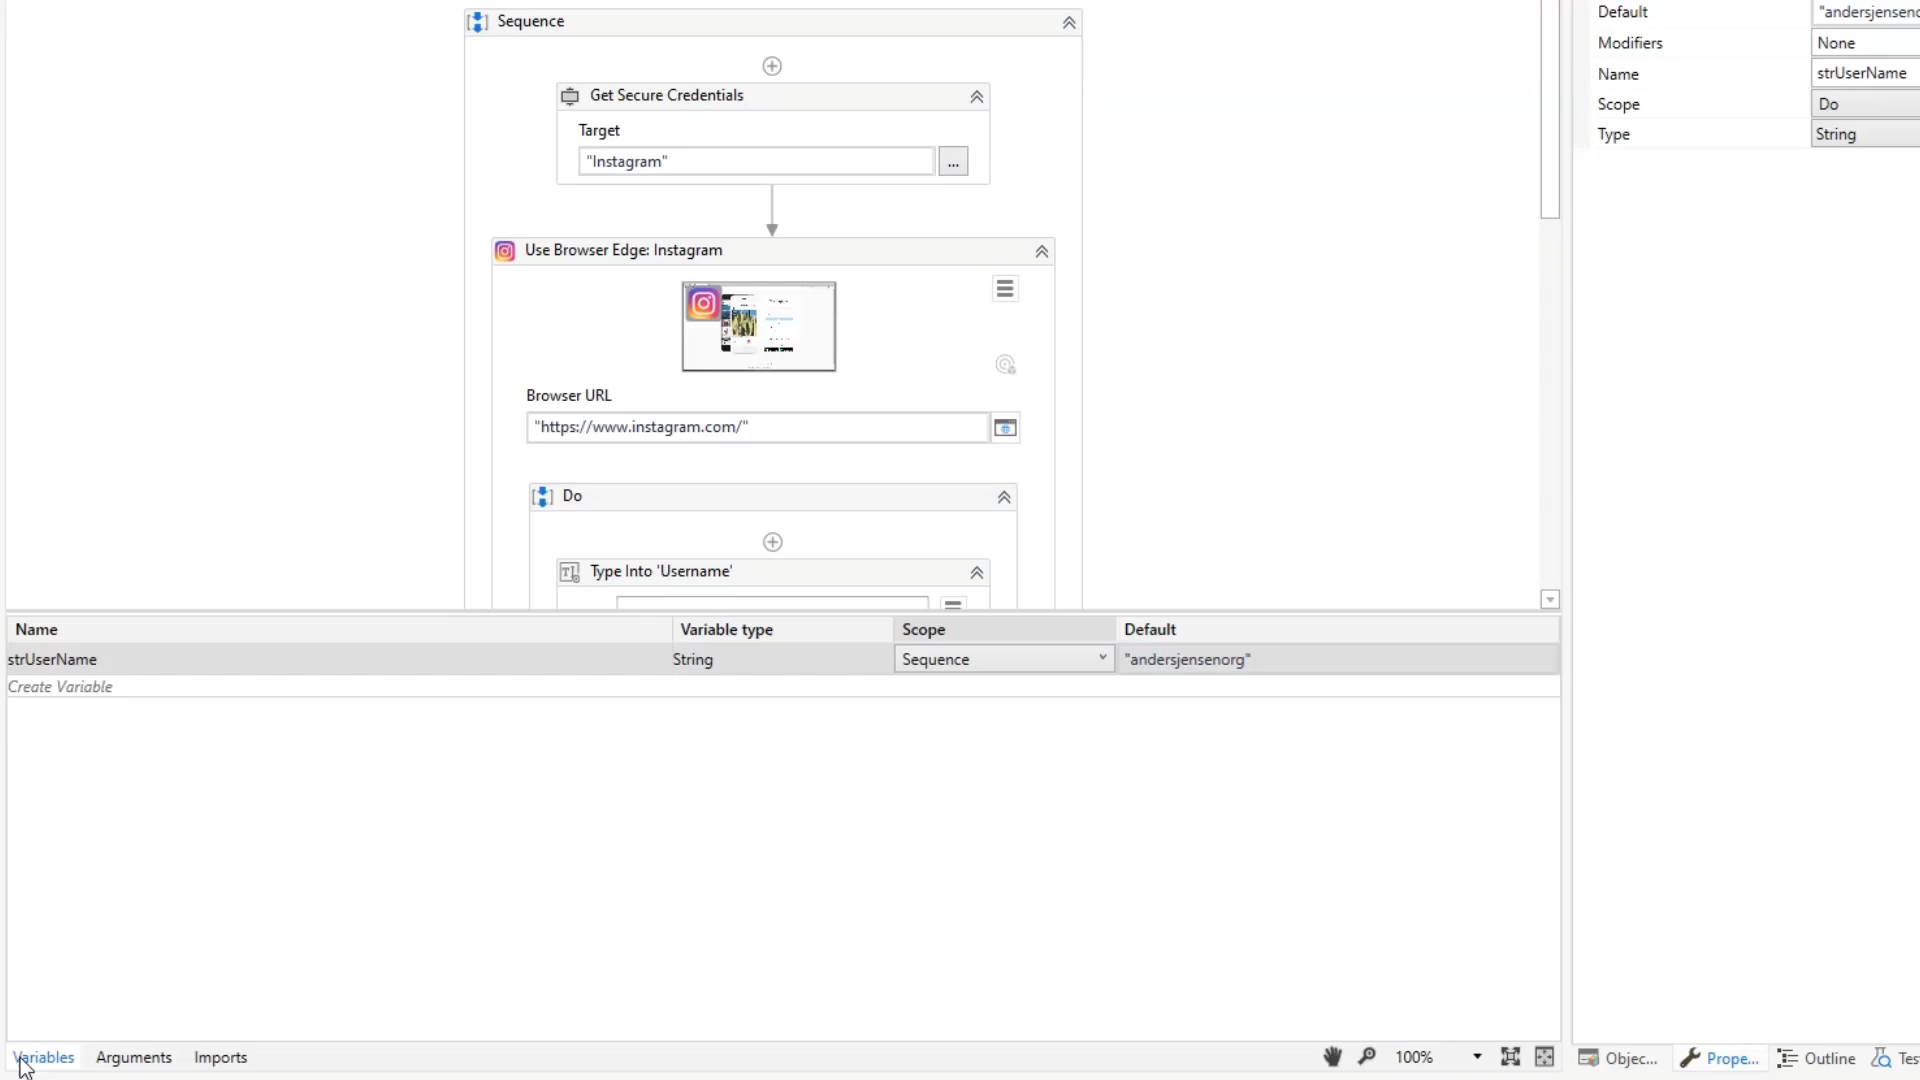 Sequence
Get Secure Credentials
Target
"Instagram"
...
Use Browser Edge: Instagram
Browser URL
"https://www.instagram.com/"
Do
Type Into 'Username'
Default "andersjenseno
Modifiers None
Name strUserName
Scope Do
Type String
Name Variable type Scope Default
strUserName String Sequence "andersjensenorg"
Create Variable
Variables Arguments Imports 100% Objec... Prope... Outline Tes